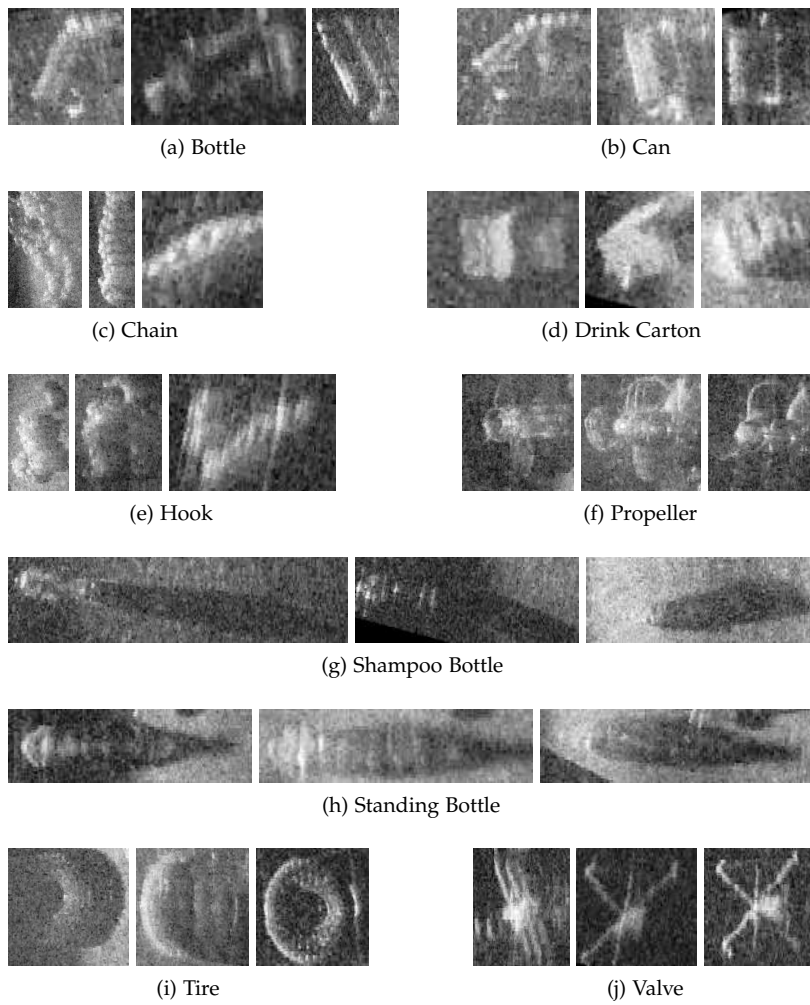 (a) Bottle
(b) Can
(c) Chain
(d) Drink Carton
(e) Hook
(f) Propeller
(g) Shampoo Bottle
(h) Standing Bottle
(i) Tire
(j) Valve